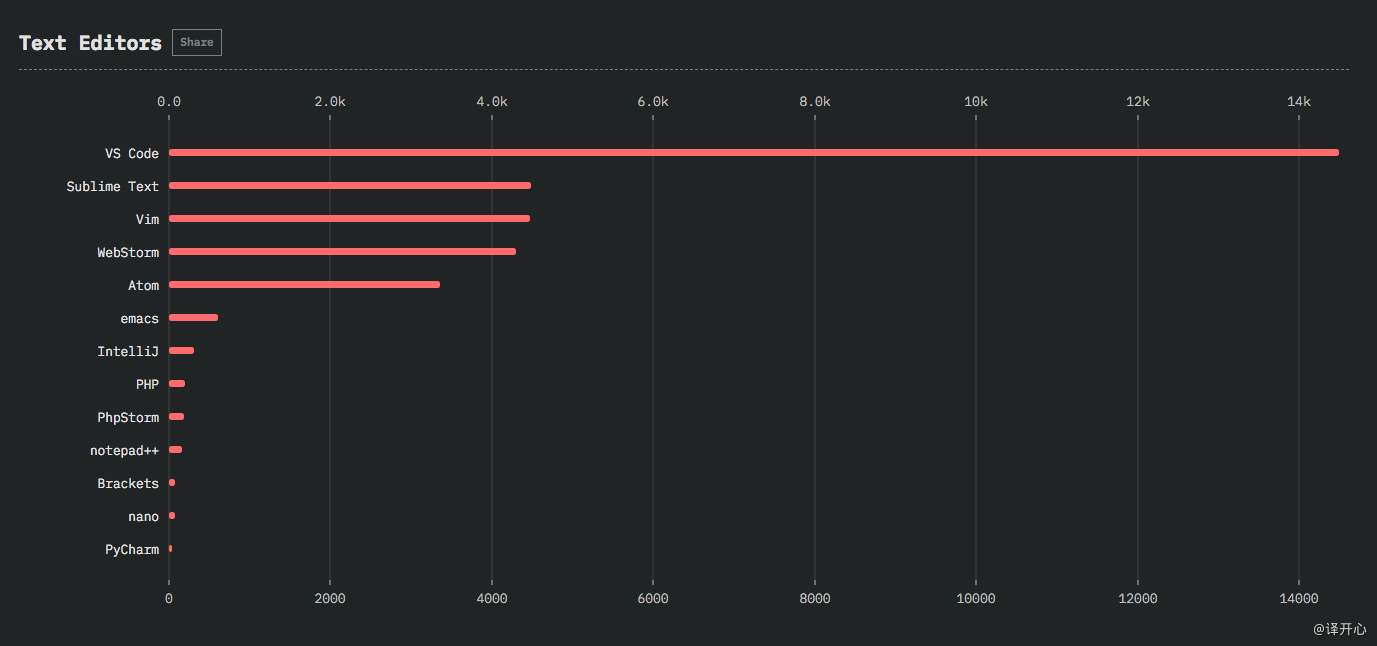 Text Editors Share
0.0 2.0k 4.0k 6.0k 8.0k 10k 12k 14k
VS Code
Sublime Text
Vim
WebStorm
Atom
emacs
IntelliJ
PHP
PhpStorm
notepad++
Brackets
nano
PyCharm
0 2000 4000 6000 8000 10000 12000 14000
@译开心